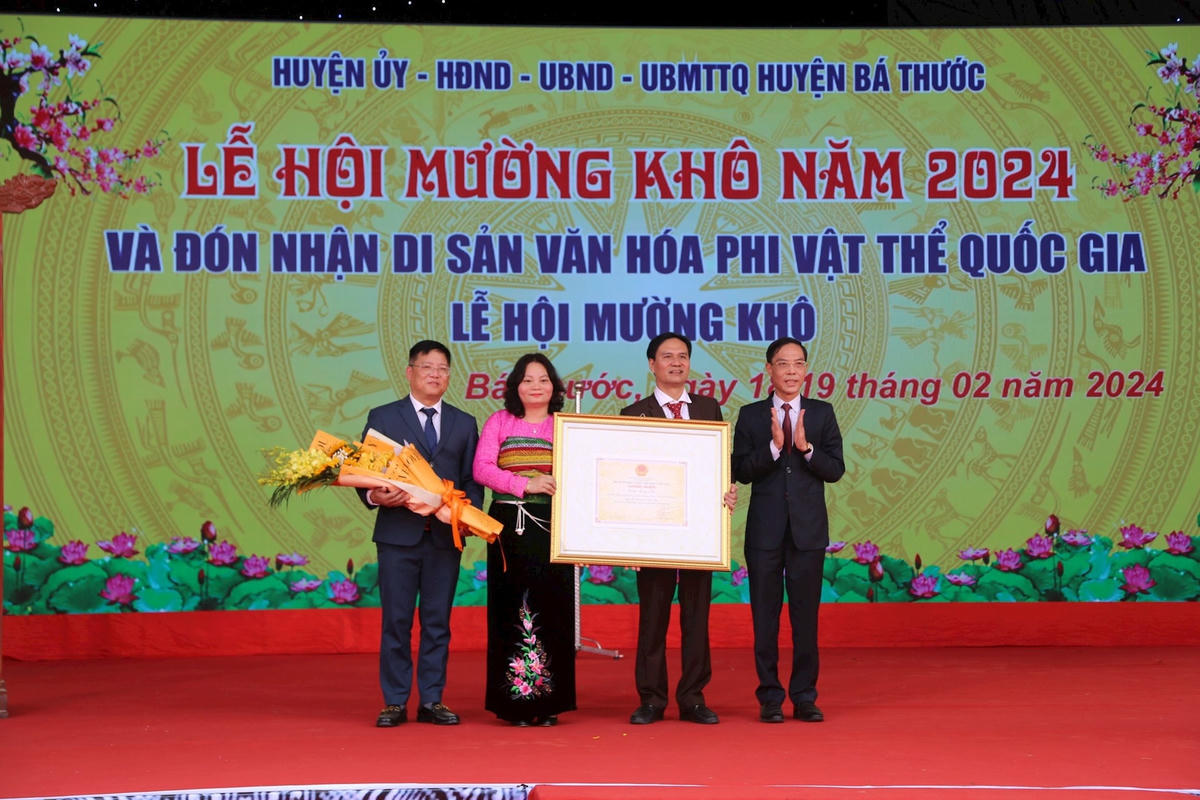 HUYỆN ỦY - HĐND - UBND - UBMTTQ HUYỆN BÁ THƯỚC
LỄ HỘI MƯỜNG KHÔ NĂM 2024
VÀ ĐÓN NHẬN DI SẢN VĂN HÓA PHI VẬT THỂ QUỐC GIA
LỄ HỘI MƯỜNG KHÔ
19 tháng 02 năm 2024